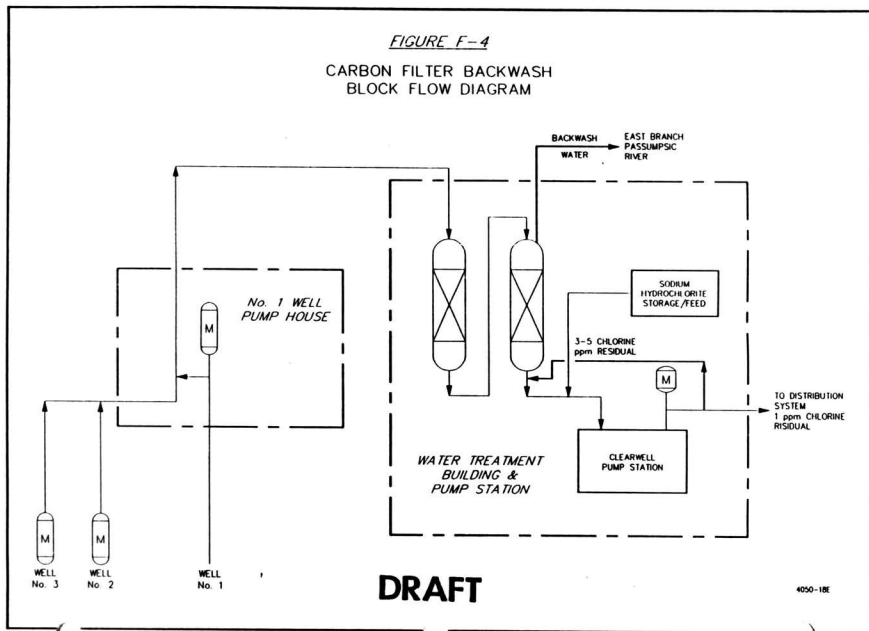 FIGURE F-4
CARBON FILTER BACKWASH
BLOCK FLOW DIAGRAM
BACKWASH
WATER
EAST BRANCH
PASSUMPSIC
RIVER
No. 1 WELL
PUMP HOUSE
M
SODIUM
HYDROCHLORITE
STORAGE/FEED
3-5 CHLORINE
ppm RESIDUAL
M
TO DISTRIBUTION
SYSTEM
1 ppm CHLORINE
RISIDUAL
CLEARWELL
PUMP STATION
WATER TREATMENT
BUILDING &
PUMP STATION
M
M
WELL
No. 3
WELL
No. 2
WELL
No. 1
DRAFT
4050-18E